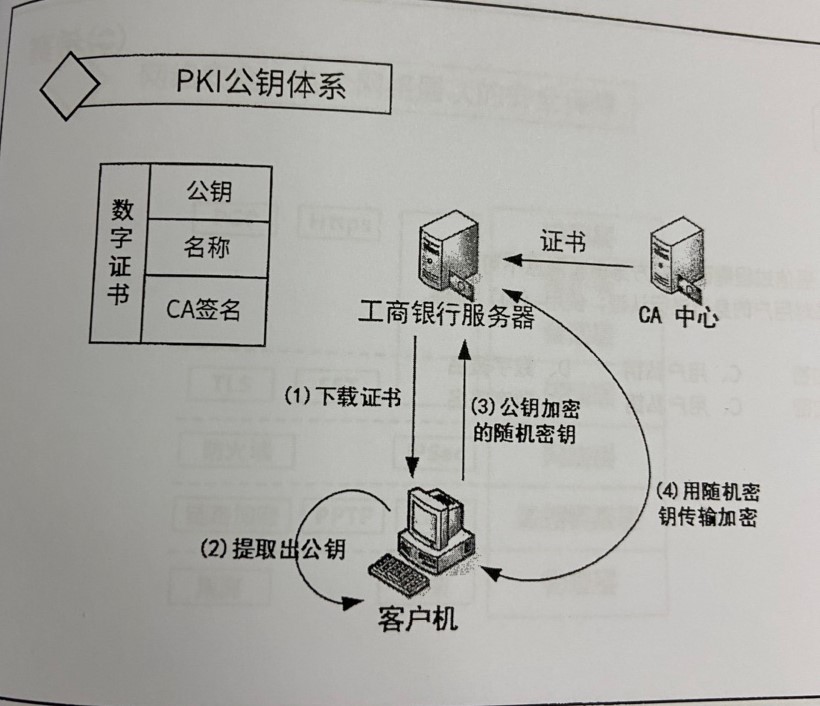 PKI公钥体系
数字证书
公钥
名称
CA签名
证书
工商银行服务器
CA 中心
(1)下载证书
(3)公钥加密
的随机密钥
(2)提取出公钥
(4)用随机密
钥传输加密
客户机